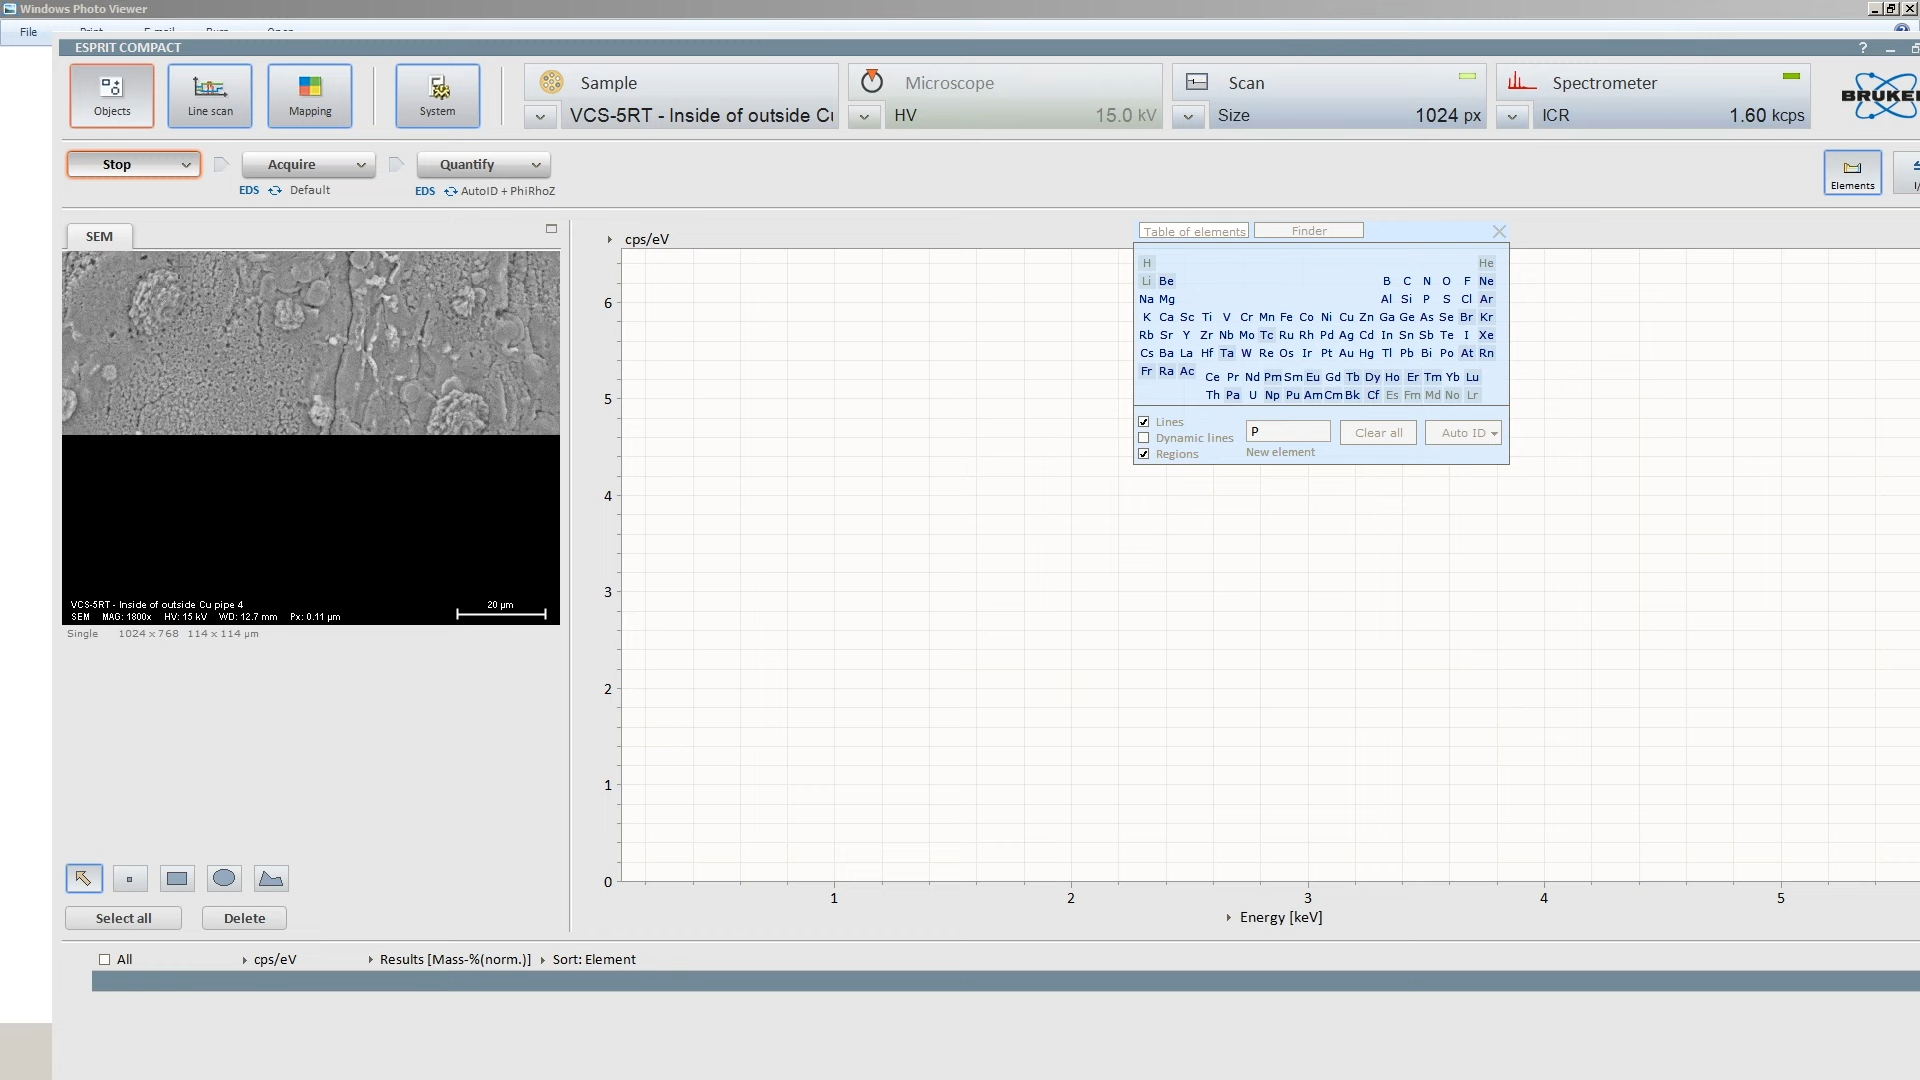 Windows Photo Viewer
File Print E-mail Burn Open
ESPRIT COMPACT
?
Objects
Line scan
Mapping
System
Sample
VCS-5RT - Inside of outside Cu
Microscope
HV 15.0 kV
Scan
Size 1024 px
Spectrometer
ICR 1.60 kcps
BRUKE
Stop
Acquire
Quantify
EDS Default
EDS AutoID + PhiRhoZ
Elements
SEM
cps/eV
Table of elements Finder
H He
Li Be B C N O F Ne
Na Mg Al Si P S Cl Ar
K Ca Sc Ti V Cr Mn Fe Co Ni Cu Zn Ga Ge As Se Br Kr
Rb Sr Y Zr Nb Mo Tc Ru Rh Pd Ag Cd In Sn Sb Te I Xe
Cs Ba La Hf Ta W Re Os Ir Pt Au Hg Tl Pb Bi Po At Rn
Fr Ra Ac
Ce Pr Nd Pm Sm Eu Gd Tb Dy Ho Er Tm Yb Lu
Th Pa U Np Pu Am Cm Bk Cf Es Fm Md No Lr
Lines
Dynamic lines
Regions
P
New element
Clear all
Auto ID
6
5
4
3
2
1
0
1 2 3 4 5
Energy [keV]
VCS-5RT - Inside of outside Cu pipe 4
SEM MAG: 1800x HV: 15 kV WD: 12.7 mm Px: 0.11 µm
20 µm
Single 1024 x 768 114 x 114 µm
Select all
Delete
All cps/eV Results [Mass-%(norm.)] Sort: Element